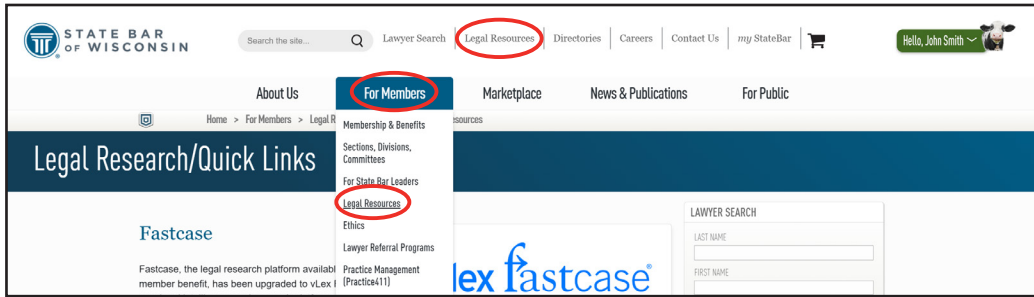 STATE BAR
OF WISCONSIN
Search the site...
Lawyer Search
Legal Resources
Directories
Careers
Contact Us
my StateBar
Hello, John Smith
About Us
For Members
Marketplace
News & Publications
For Public
Home > For Members > Legal R
esources
Membership & Benefits
Sections, Divisions,
Committees
For State Bar Leaders
Legal Resources
Ethics
Lawyer Referral Programs
Practice Management
(Practice411)
Legal Research/Quick Links
Fastcase
Fastcase, the legal research platform availabl
member benefit, has been upgraded to vLex F
lex fastcase®
LAWYER SEARCH
LAST NAME
FIRST NAME